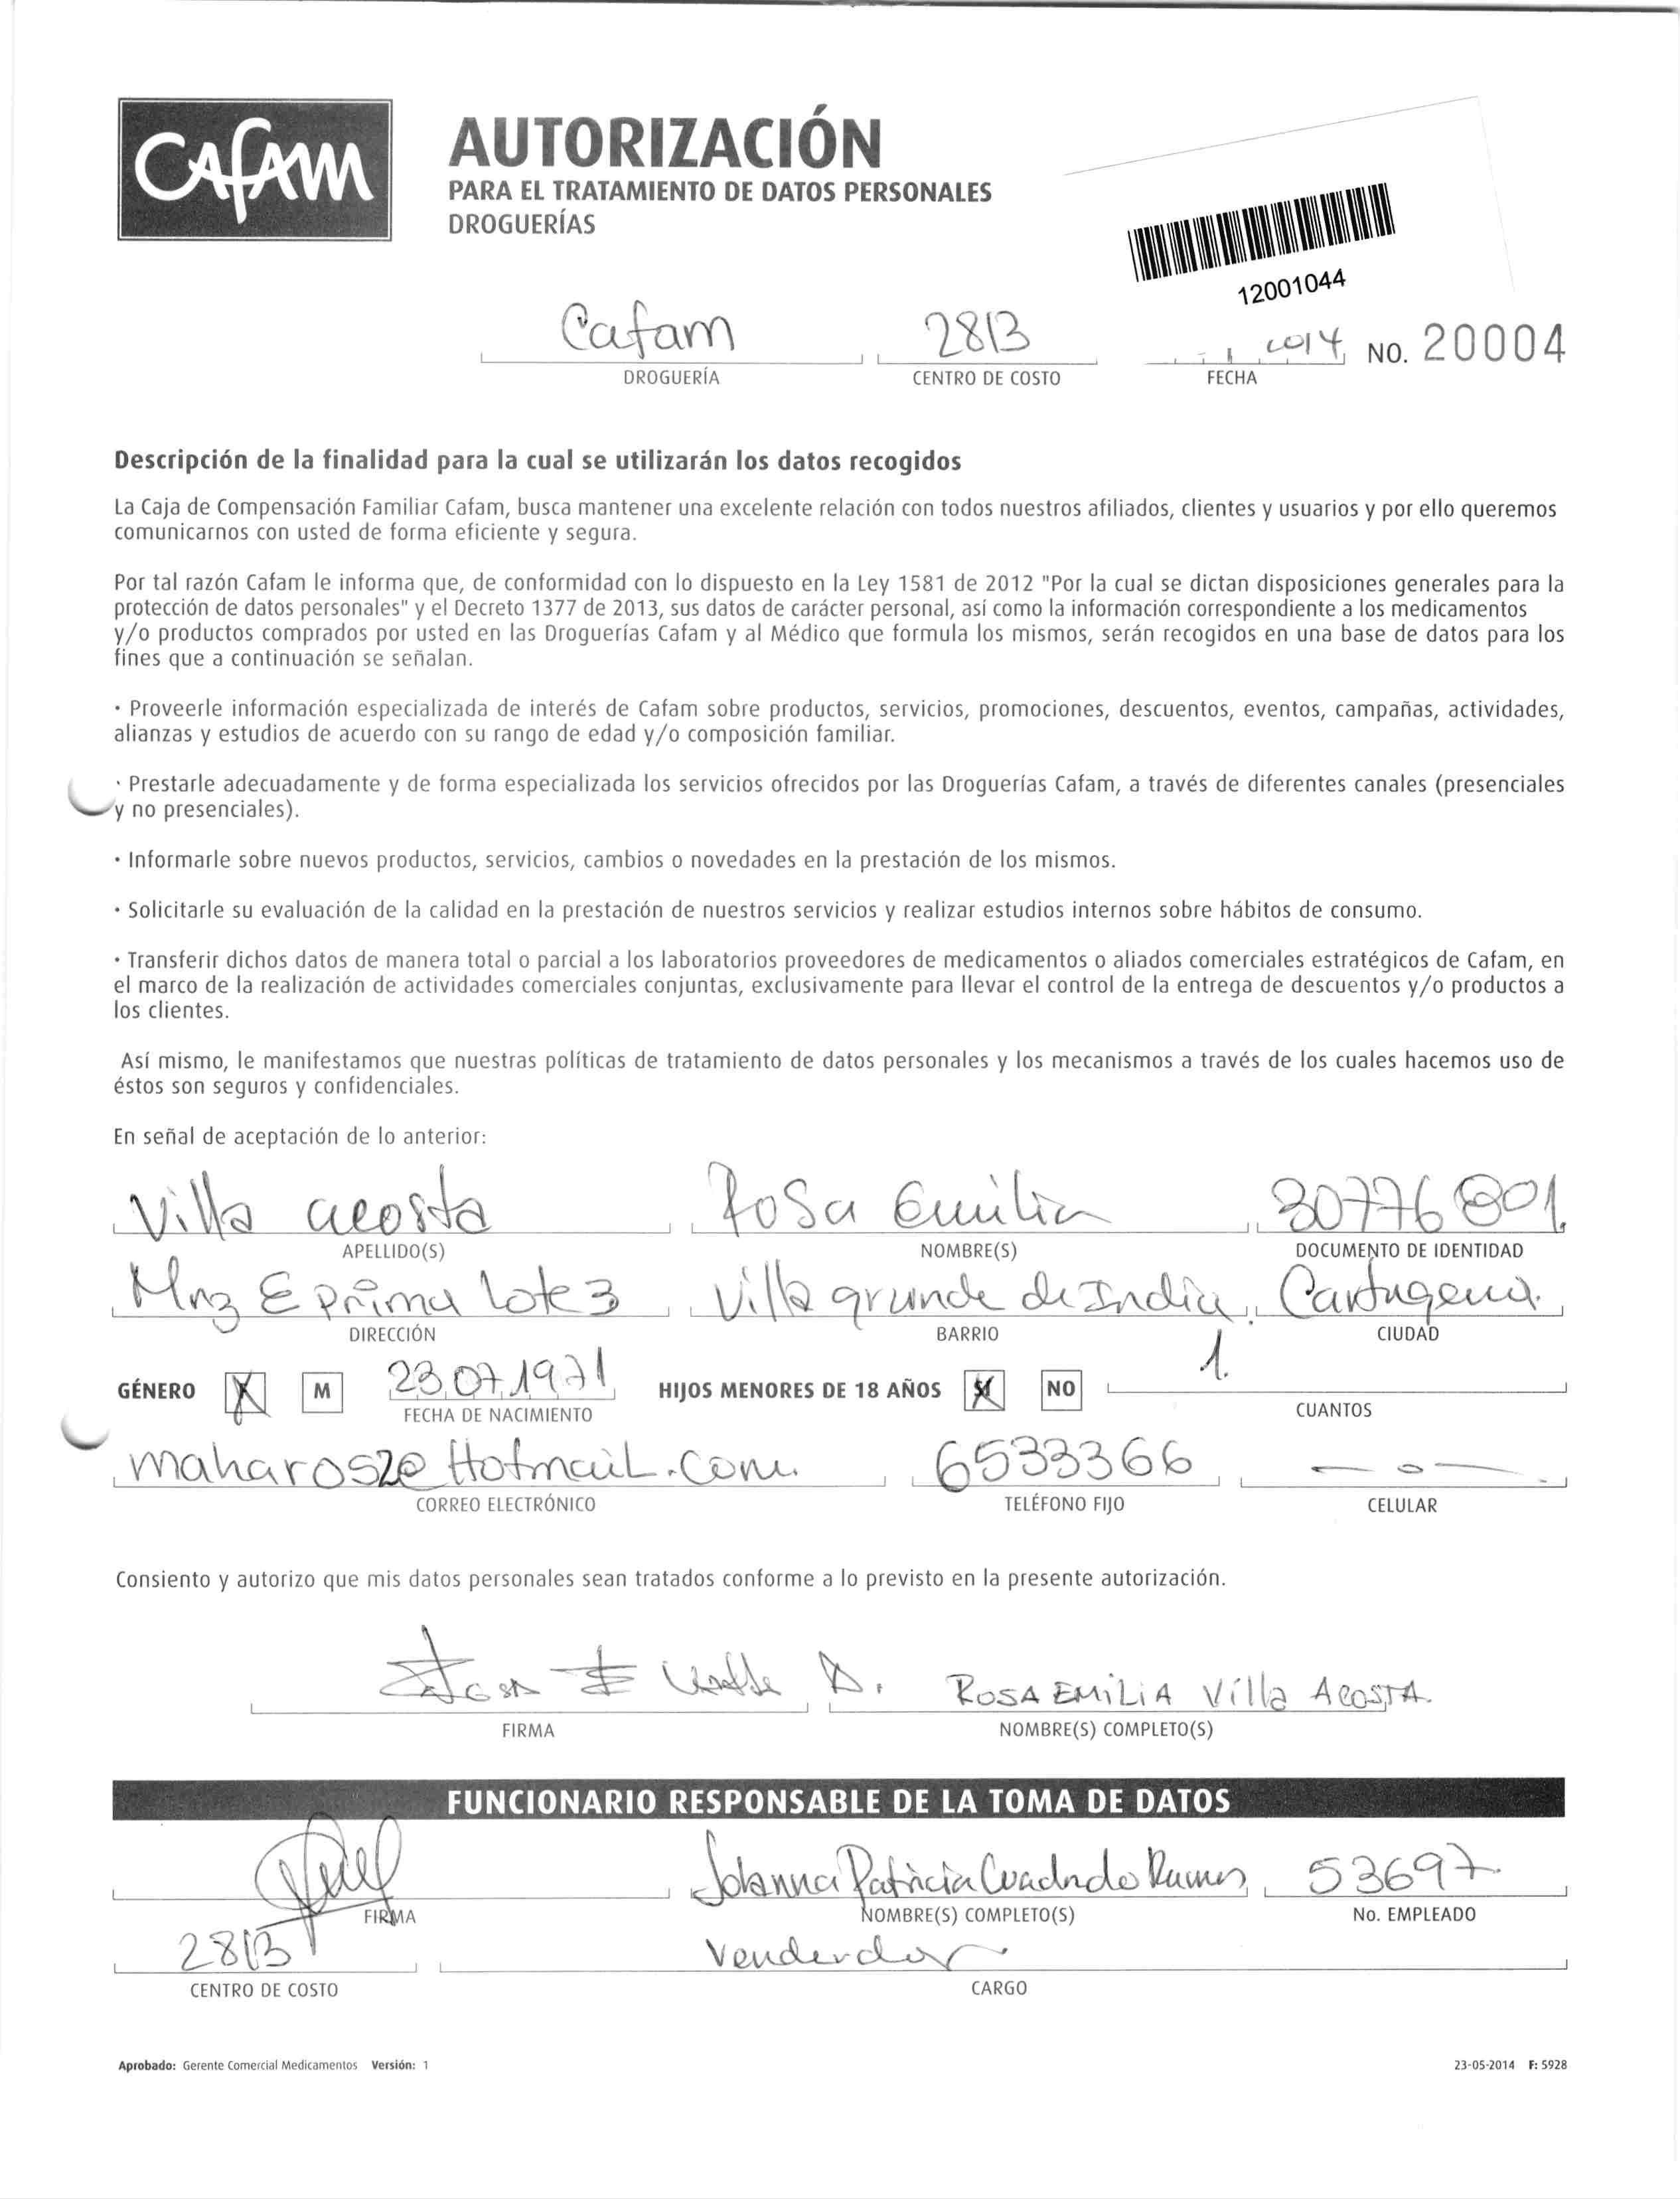 Cafam
AUTORIZACIÓN
PARA EL TRATAMIENTO DE DATOS PERSONALES
DROGUERÍAS
12001044
Cafam 2813 2014 NO. 20004
DROGUERÍA CENTRO DE COSTO FECHA
Descripción de la finalidad para la cual se utilizarán los datos recogidos
La Caja de Compensación Familiar Cafam, busca mantener una excelente relación con todos nuestros afiliados, clientes y usuarios y por ello queremos
comunicarnos con usted de forma eficiente y segura.
Por tal razón Cafam le informa que, de conformidad con lo dispuesto en la Ley 1581 de 2012 "Por la cual se dictan disposiciones generales para la
protección de datos personales" y el Decreto 1377 de 2013, sus datos de carácter personal, así como la información correspondiente a los medicamentos
y/o productos comprados por usted en las Droguerías Cafam y al Médico que formula los mismos, serán recogidos en una base de datos para los
fines que a continuación se señalan.
· Proveerle información especializada de interés de Cafam sobre productos, servicios, promociones, descuentos, eventos, campañas, actividades,
alianzas y estudios de acuerdo con su rango de edad y/o composición familiar.
· Prestarle adecuadamente y de forma especializada los servicios ofrecidos por las Droguerías Cafam, a través de diferentes canales (presenciales
y no presenciales).
· Informarle sobre nuevos productos, servicios, cambios o novedades en la prestación de los mismos.
· Solicitarle su evaluación de la calidad en la prestación de nuestros servicios y realizar estudios internos sobre hábitos de consumo.
· Transferir dichos datos de manera total o parcial a los laboratorios proveedores de medicamentos o aliados comerciales estratégicos de Cafam, en
el marco de la realización de actividades comerciales conjuntas, exclusivamente para llevar el control de la entrega de descuentos y/o productos a
los clientes.
Así mismo, le manifestamos que nuestras políticas de tratamiento de datos personales y los mecanismos a través de los cuales hacemos uso de
éstos son seguros y confidenciales.
En señal de aceptación de lo anterior:
Villa acosta Rosa Emilia 30776801.
APELLIDO(S) NOMBRE(S) DOCUMENTO DE IDENTIDAD
Mnz E prima lote 3 Villa grande de India Cartagena.
DIRECCIÓN BARRIO CIUDAD
GÉNERO X M 23.07.1971 HIJOS MENORES DE 18 AÑOS SI NO 1.
FECHA DE NACIMIENTO CUANTOS
maharos2@Hotmail.com. 6533366 — o —
CORREO ELECTRÓNICO TELÉFONO FIJO CELULAR
Consiento y autorizo que mis datos personales sean tratados conforme a lo previsto en la presente autorización.
ROSA EMiLiA Villa ACOSTA.
FIRMA NOMBRE(S) COMPLETO(S)
FUNCIONARIO RESPONSABLE DE LA TOMA DE DATOS
Johanna Patricia Cuadrado Ramos 53697
FIRMA NOMBRE(S) COMPLETO(S) No. EMPLEADO
2813 Venderdor
CENTRO DE COSTO CARGO
Aprobado: Gerente Comercial Medicamentos Versión: 1 23-05-2014 F: 5928